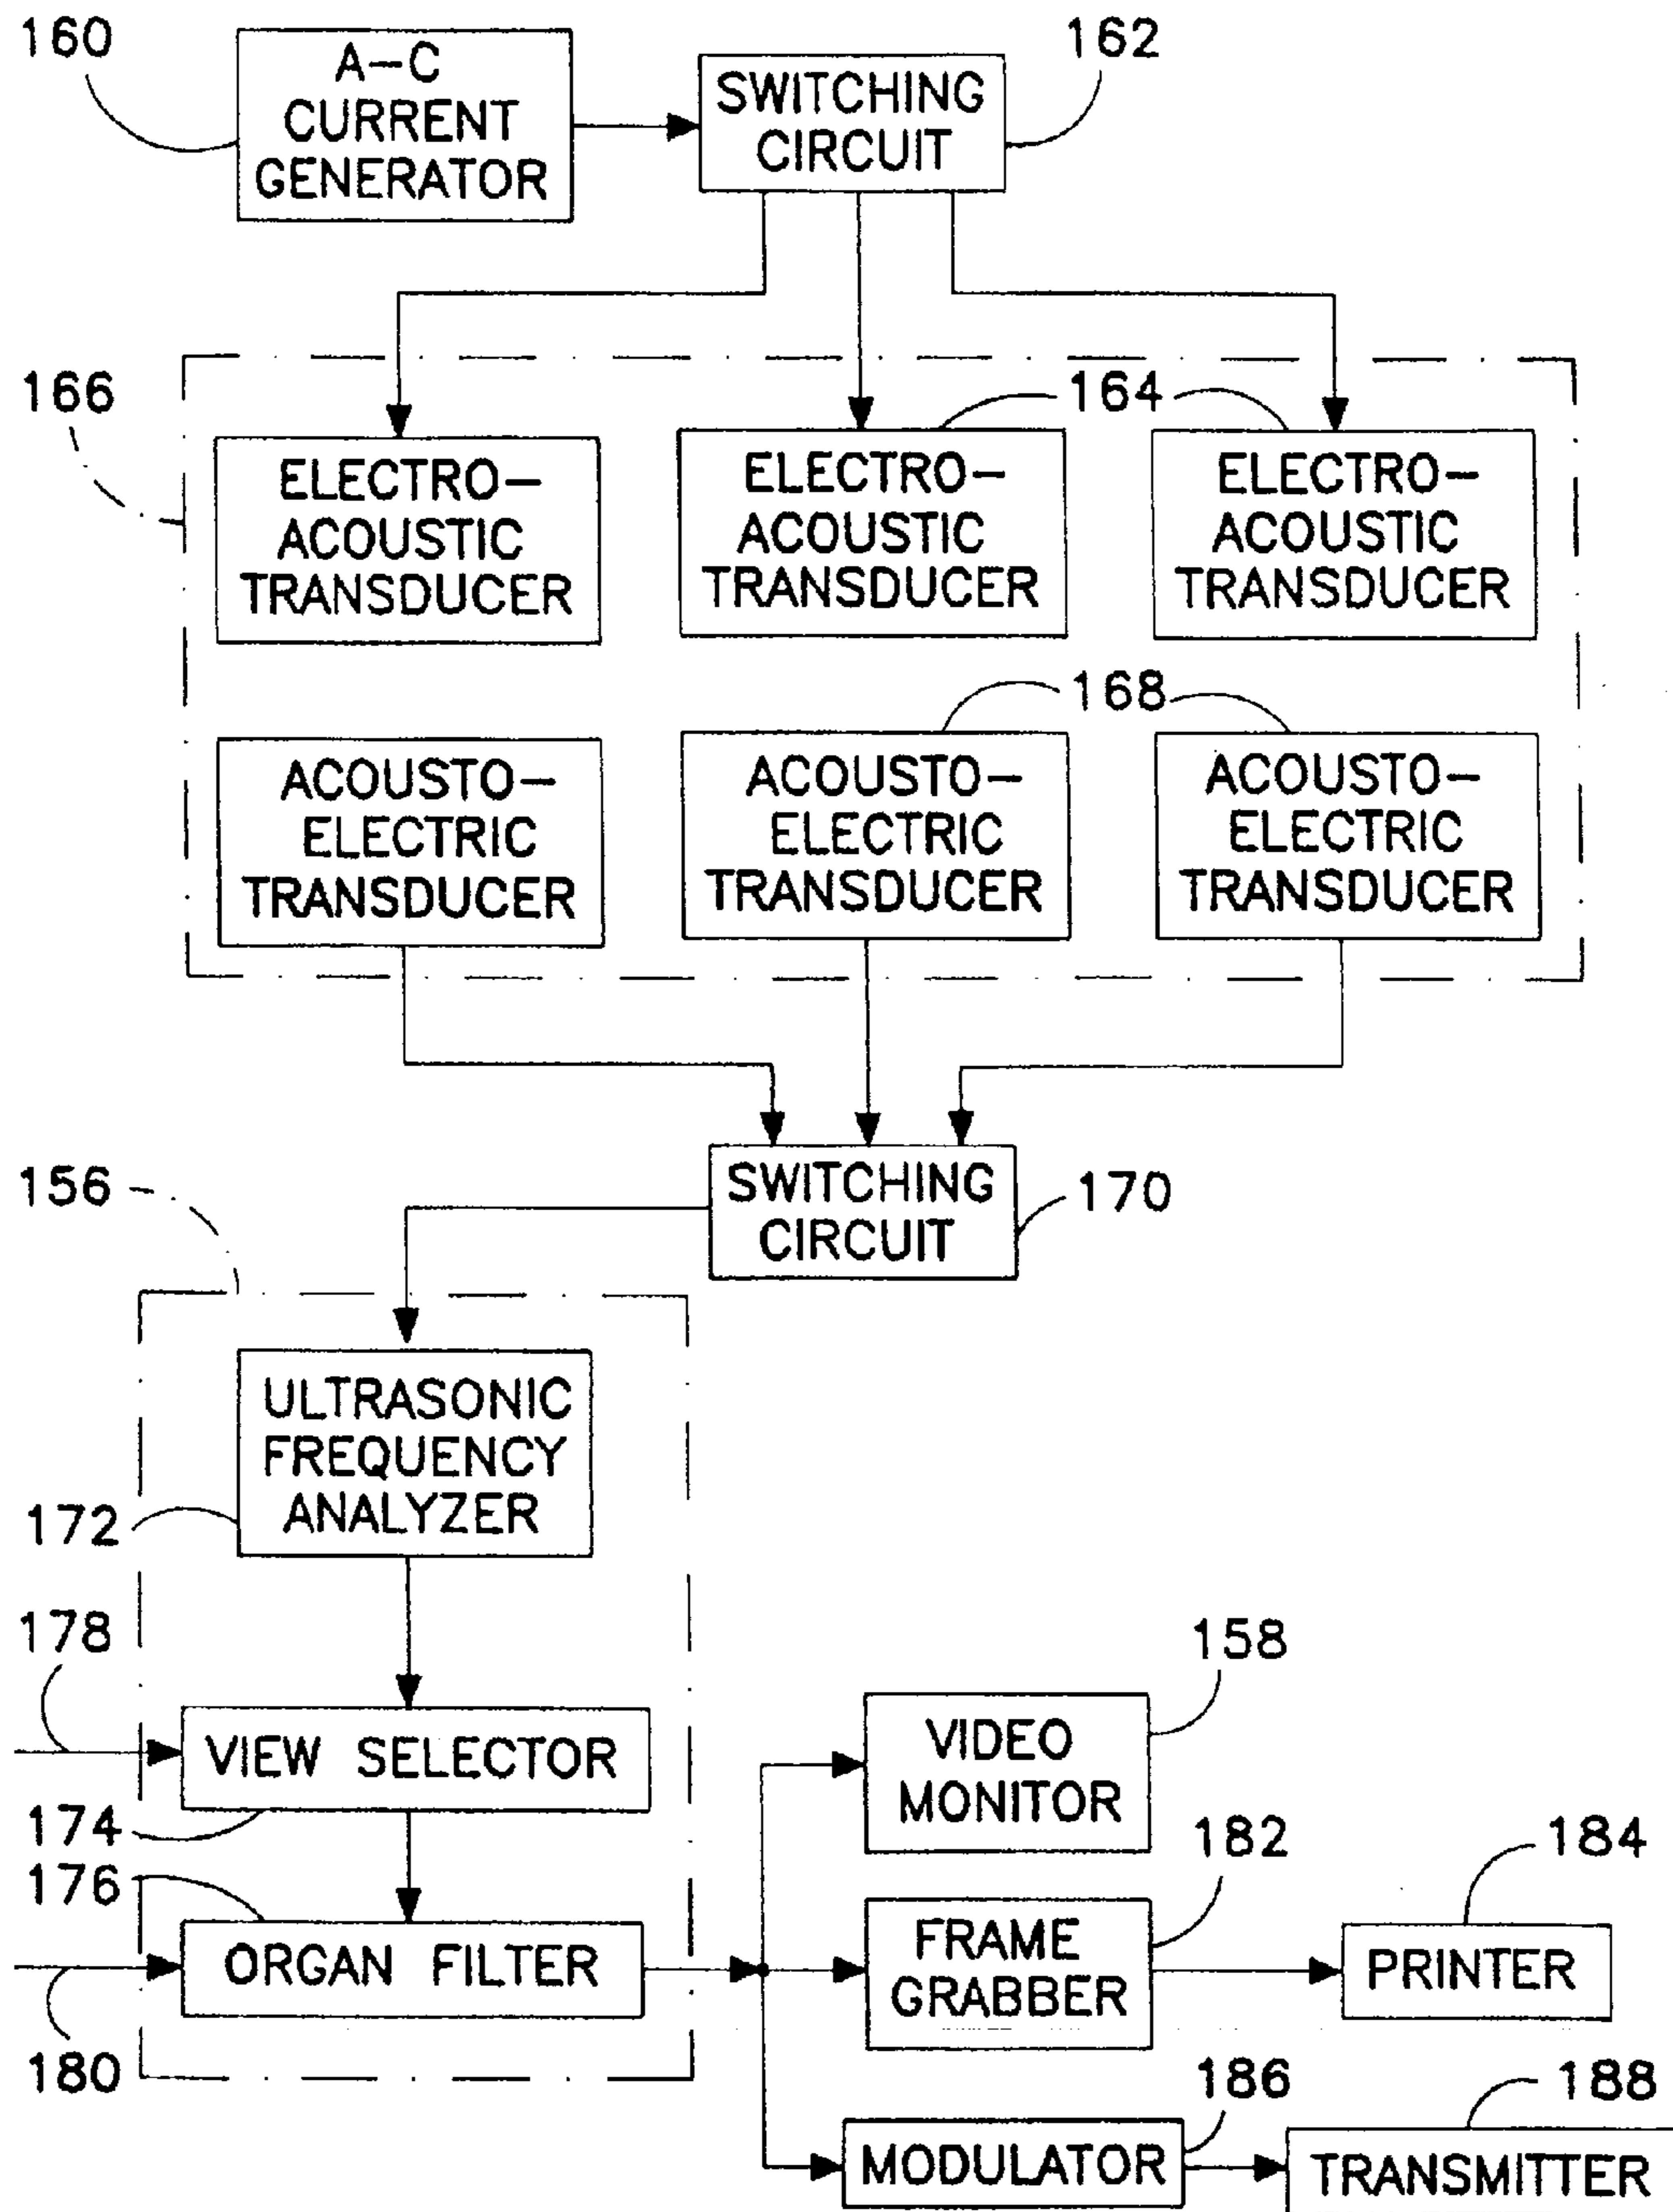 160
A-C
CURRENT
GENERATOR
SWITCHING
CIRCUIT
162
166
164
ELECTRO-
ACOUSTIC
TRANSDUCER
ELECTRO-
ACOUSTIC
TRANSDUCER
ELECTRO-
ACOUSTIC
TRANSDUCER
168
ACOUSTO-
ELECTRIC
TRANSDUCER
ACOUSTO-
ELECTRIC
TRANSDUCER
ACOUSTO-
ELECTRIC
TRANSDUCER
156
SWITCHING
CIRCUIT
170
ULTRASONIC
FREQUENCY
ANALYZER
172
178
VIEW SELECTOR
174
176
ORGAN FILTER
180
158
VIDEO
MONITOR
182
FRAME
GRABBER
184
PRINTER
186
MODULATOR
188
TRANSMITTER